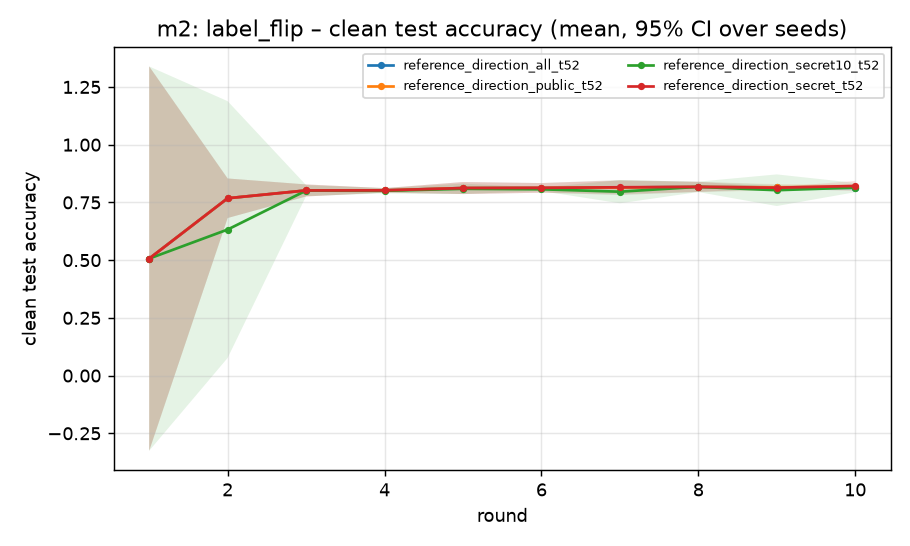 m2: label_flip – clean test accuracy (mean, 95% CI over seeds)
reference_direction_all_t52
reference_direction_public_t52
reference_direction_secret10_t52
reference_direction_secret_t52
clean test accuracy
1.25
1.00
0.75
0.50
0.25
0.00
−0.25
2 4 6 8 10
round